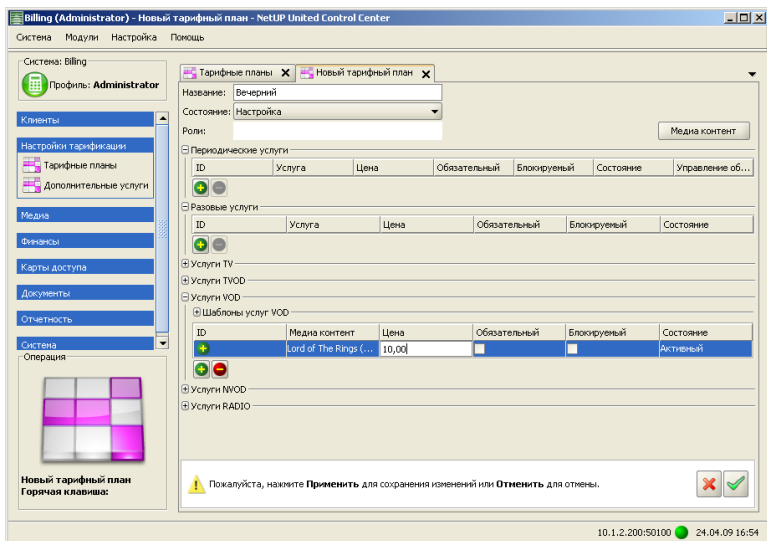 Billing (Administrator) - Новый тарифный план - NetUP United Control Center
Система Модули Настройка Помощь
Система: Billing
Профиль: Administrator
Клиенты
Настройки тарификации
Тарифные планы
Дополнительные услуги
Медиа
Финансы
Карты доступа
Документы
Отчетность
Система
Операция
Новый тарифный план
Горячая клавиша:
Тарифные планы Новый тарифный план
Название: Вечерний
Состояние: Настройка
Роли: Медиа контент
Периодические услуги
ID Услуга Цена Обязательный Блокируемый Состояние Управление об...
Разовые услуги
ID Услуга Цена Обязательный Блокируемый Состояние
Услуги TV
Услуги TVOD
Услуги VOD
Шаблоны услуг VOD
ID Медиа контент Цена Обязательный Блокируемый Состояние
Lord of The Rings (... 10,00 Активный
Услуги NVOD
Услуги RADIO
Пожалуйста, нажмите Применить для сохранения изменений или Отменить для отмены.
10.1.2.200:50100 24.04.09 16:54